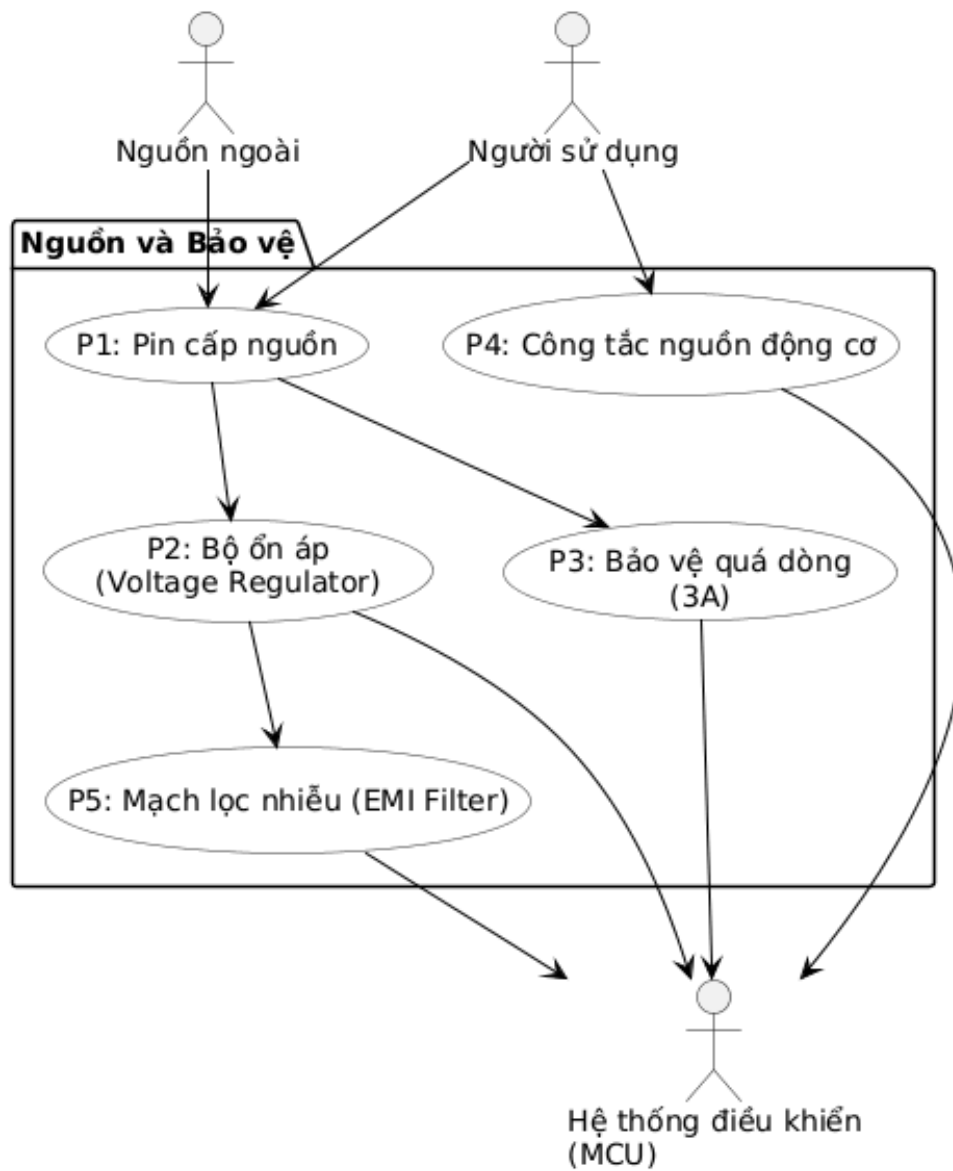 Nguồn ngoài
Người sử dụng
Nguồn và Bảo vệ
P1: Pin cấp nguồn
P4: Công tắc nguồn động cơ
P2: Bộ ổn áp
(Voltage Regulator)
P3: Bảo vệ quá dòng
(3A)
P5: Mạch lọc nhiễu (EMI Filter)
Hệ thống điều khiển
(MCU)